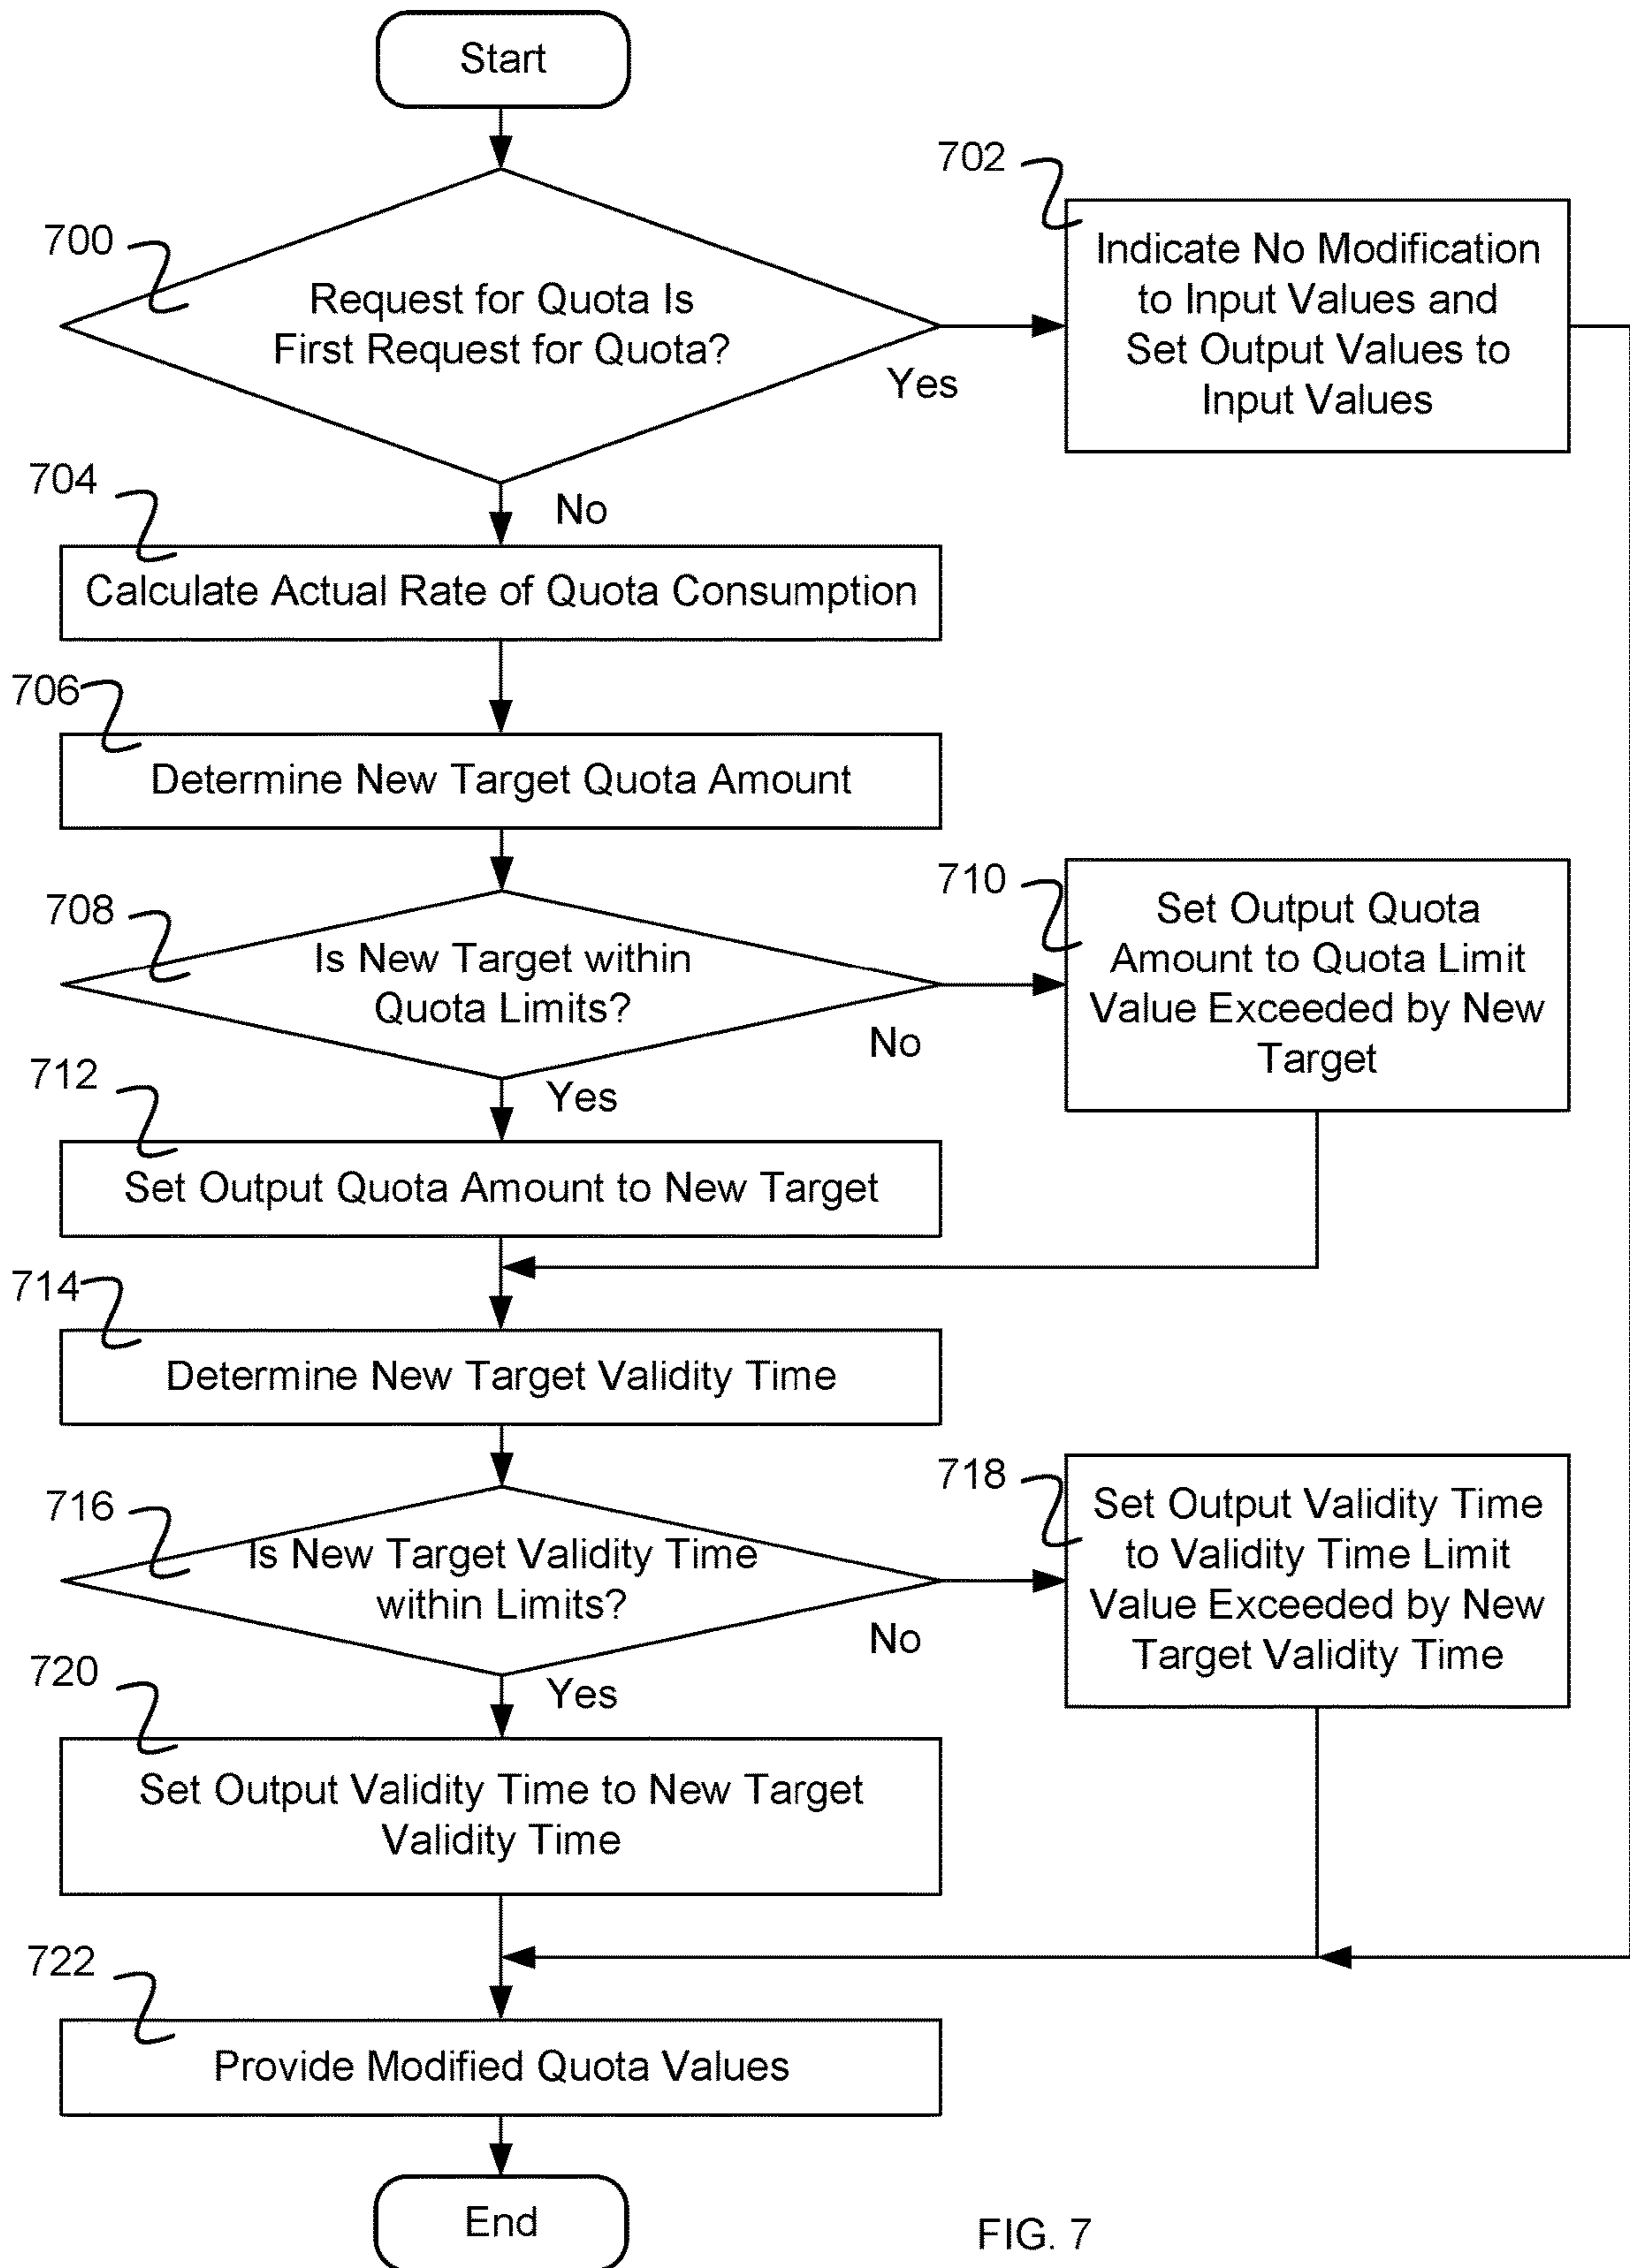 Start
702
700
Request for Quota Is
First Request for Quota?
Yes
Indicate No Modification
to Input Values and
Set Output Values to
Input Values
704
No
Calculate Actual Rate of Quota Consumption
706
Determine New Target Quota Amount
708
Is New Target within
Quota Limits?
No
710
Set Output Quota
Amount to Quota Limit
Value Exceeded by New
Target
712
Yes
Set Output Quota Amount to New Target
714
Determine New Target Validity Time
716
Is New Target Validity Time
within Limits?
No
718
Set Output Validity Time
to Validity Time Limit
Value Exceeded by New
Target Validity Time
720
Yes
Set Output Validity Time to New Target
Validity Time
722
Provide Modified Quota Values
End
FIG. 7